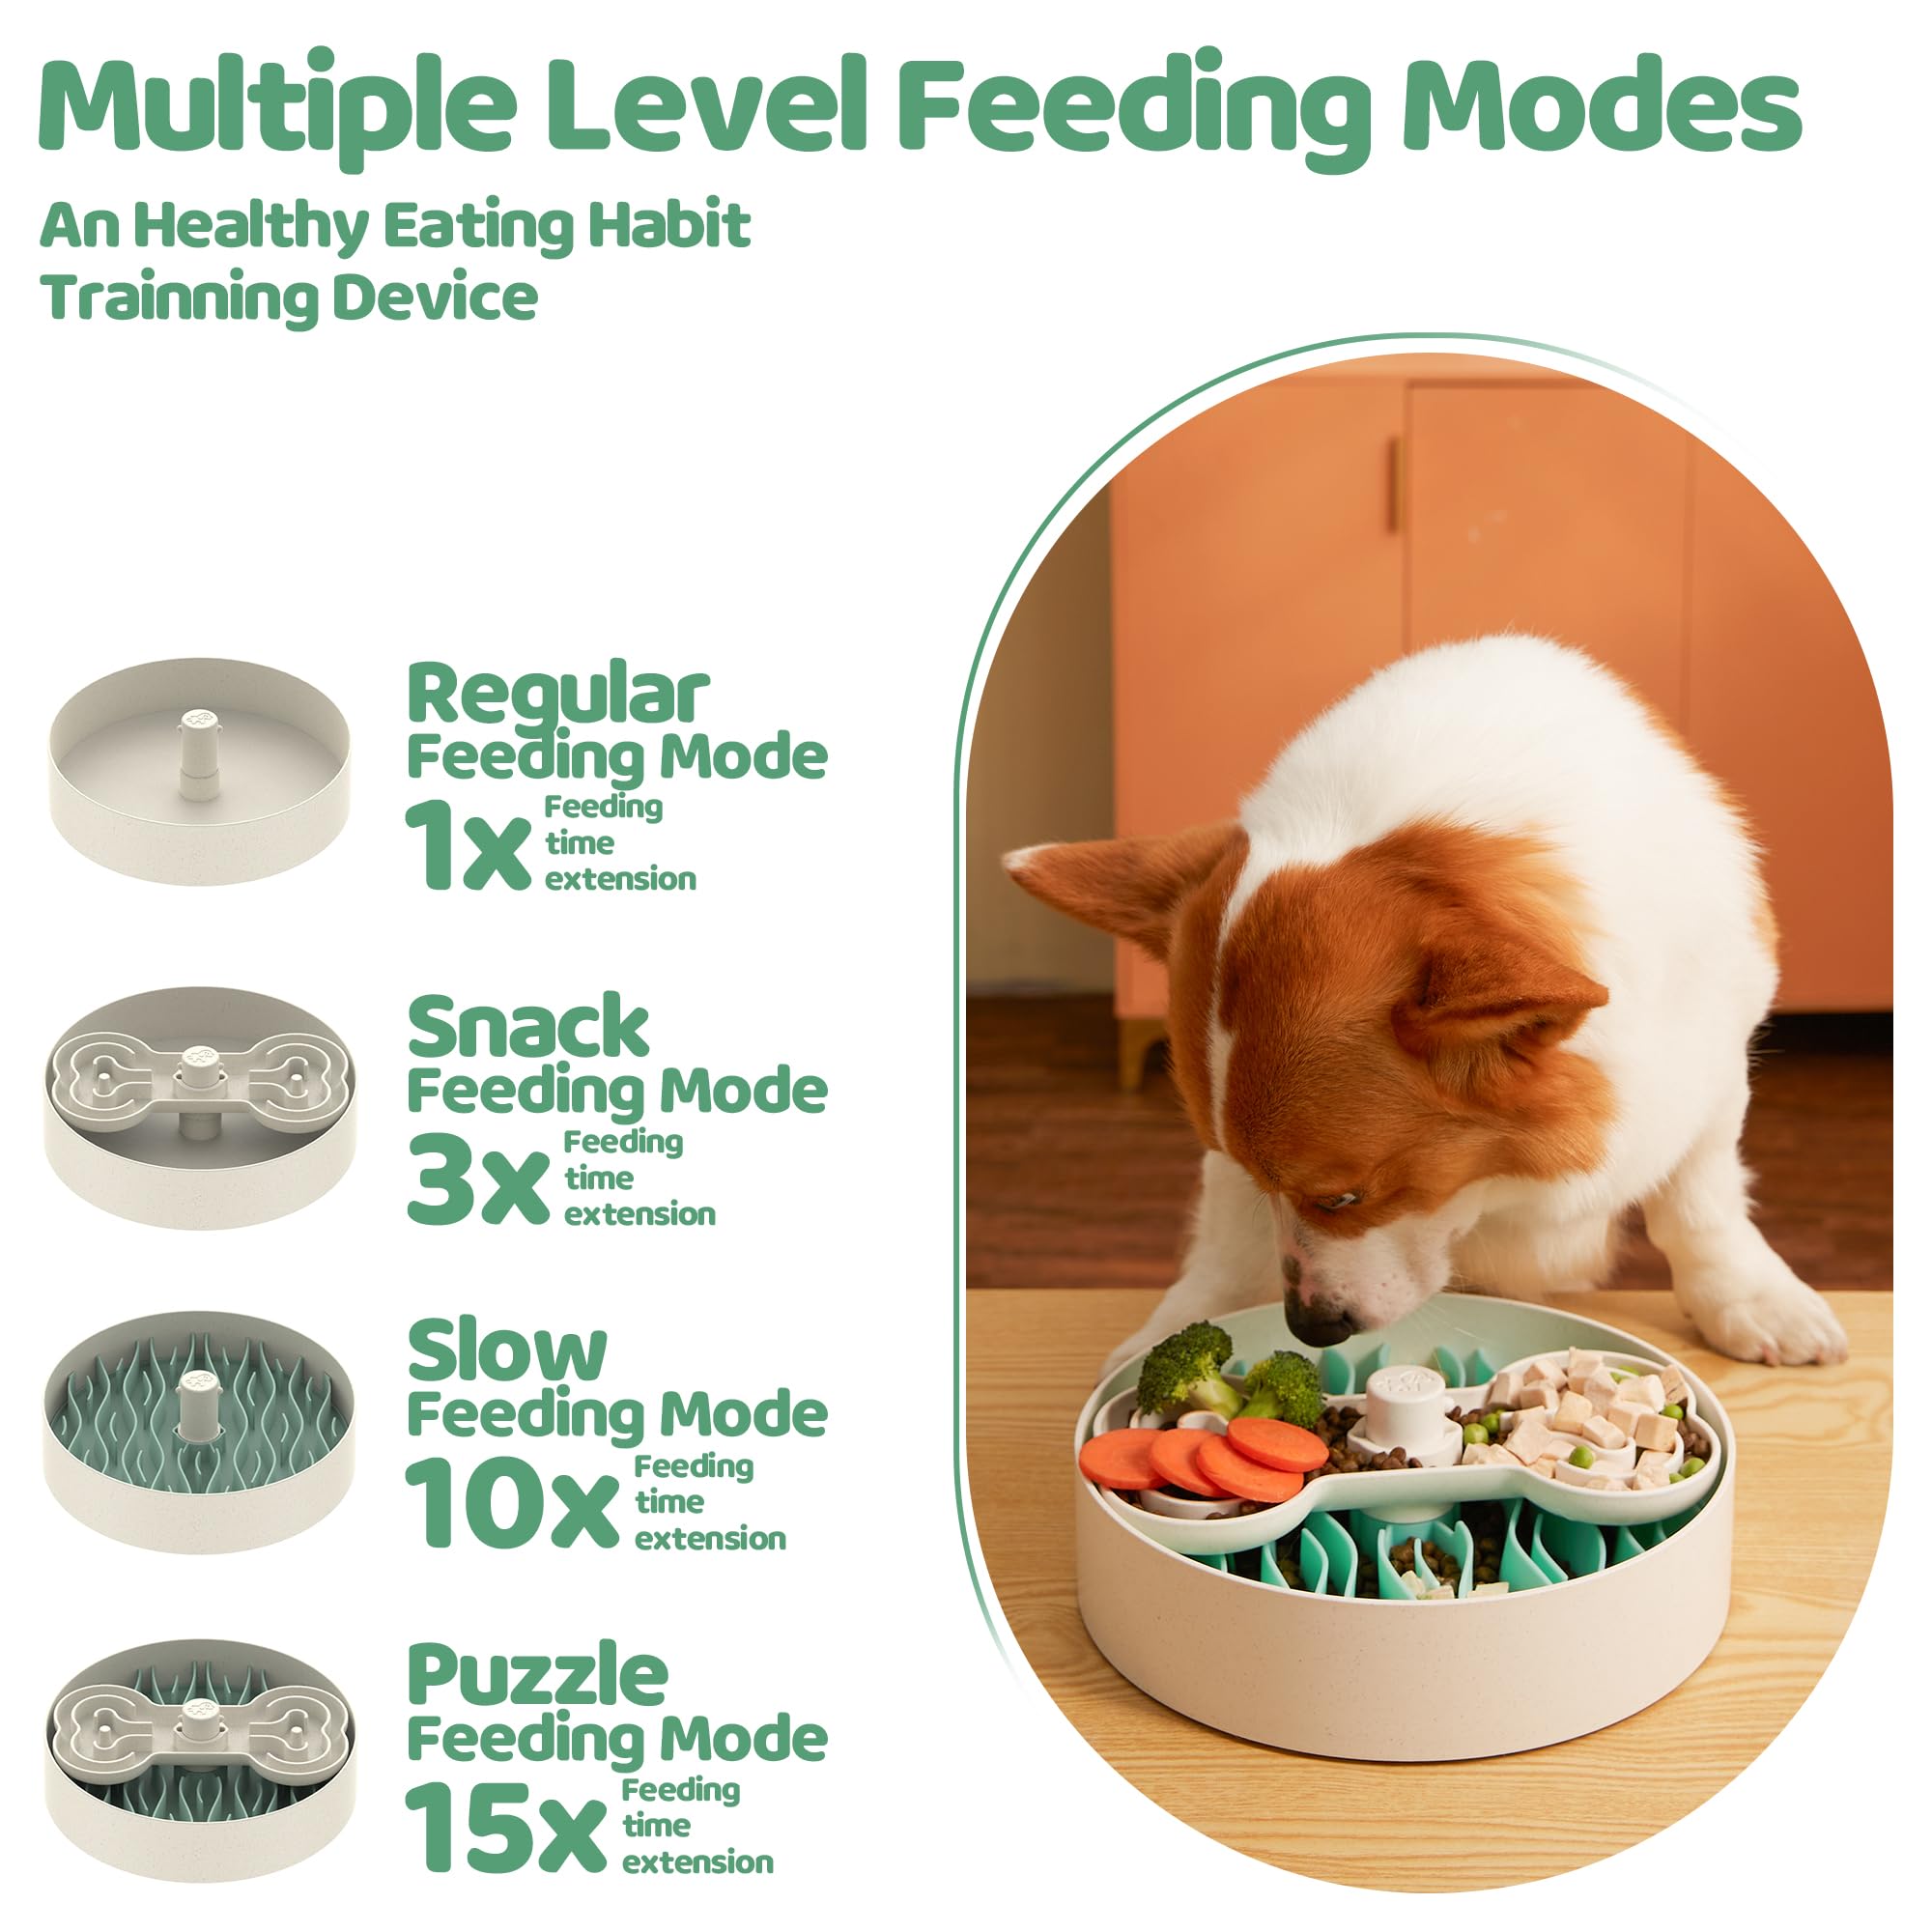 Multiple Level Feeding Modes
An Healthy Eating Habit
Trainning Device
Regular
Feeding Mode
1x
Feeding
time
extension
Snack
Feeding Mode
3x
Feeding
time
extension
Slow
Feeding Mode
10x
Feeding
time
extension
Puzzle
Feeding Mode
15x
Feeding
time
extension